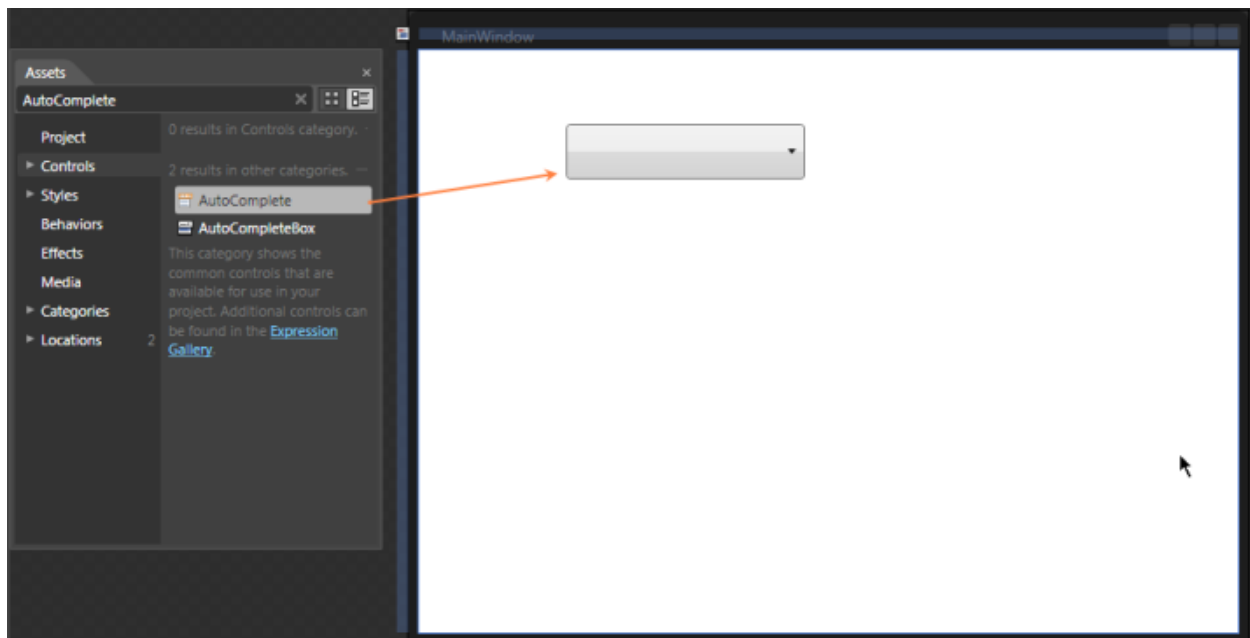 MainWindow
Assets
AutoComplete
Project
Controls
Styles
Behaviors
Effects
Media
Categories
Locations 2
0 results in Controls category.
2 results in other categories.
AutoComplete
AutoCompleteBox
This category shows the
common controls that are
available for use in your
project. Additional controls can
be found in the Expression
Gallery.